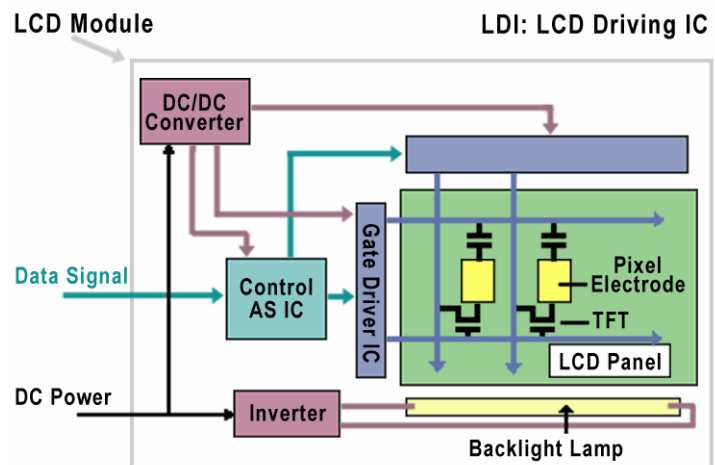 LCD Module
LDI: LCD Driving IC
DC/DC
Converter
Data Signal
Control
AS IC
Gate Driver IC
Pixel
Electrode
TFT
LCD Panel
DC Power
Inverter
Backlight Lamp